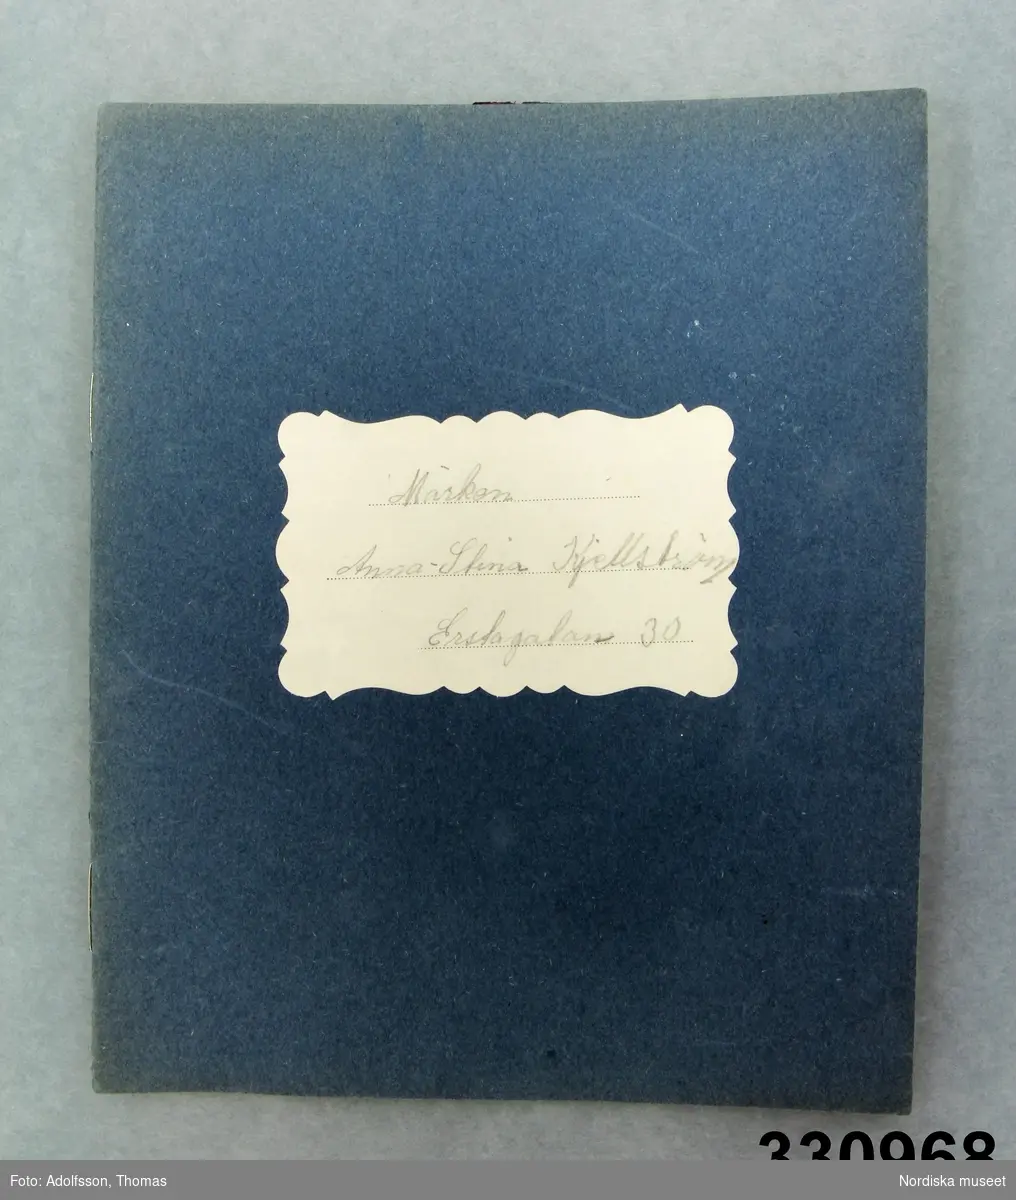 Märken
Anna-Stina Kjellström
Erstagatan 30
330968
Foto: Adolfsson, Thomas
Nordiska museet